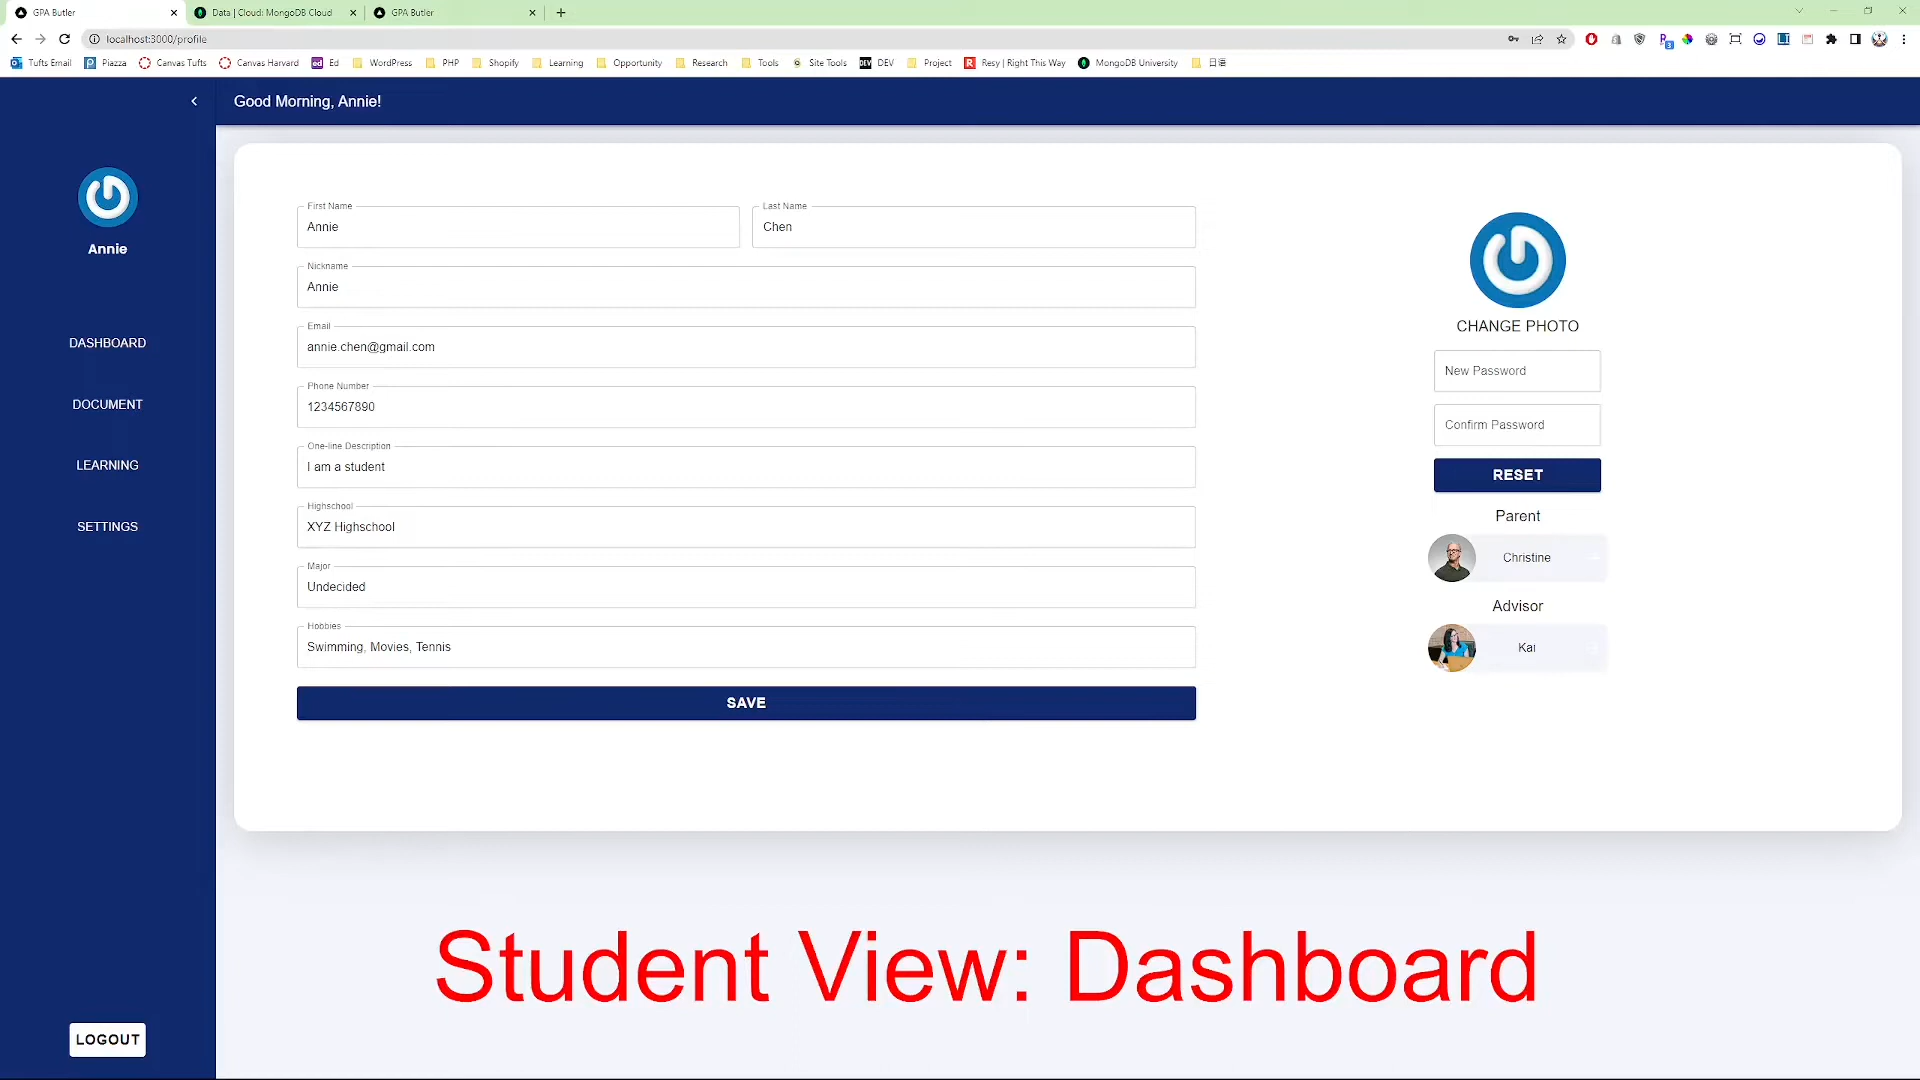 GPA Butler
Data | Cloud: MongoDB Cloud
GPA Butler
localhost:3000/profile
Tufts Email
Piazza
Canvas Tufts
Canvas Harvard
ed
Ed
WordPress
PHP
Shopify
Learning
Opportunity
Research
Tools
Site Tools
DEV
DEV
Project
R
Resy | Right This Way
MongoDB University
日语
Good Morning, Annie!
Annie
DASHBOARD
DOCUMENT
LEARNING
SETTINGS
LOGOUT
First Name
Annie
Last Name
Chen
Nickname
Annie
Email
annie.chen@gmail.com
Phone Number
1234567890
One-line Description
I am a student
Highschool
XYZ Highschool
Major
Undecided
Hobbies
Swimming, Movies, Tennis
SAVE
CHANGE PHOTO
New Password
Confirm Password
RESET
Parent
Christine
Advisor
Kai
Student View: Dashboard